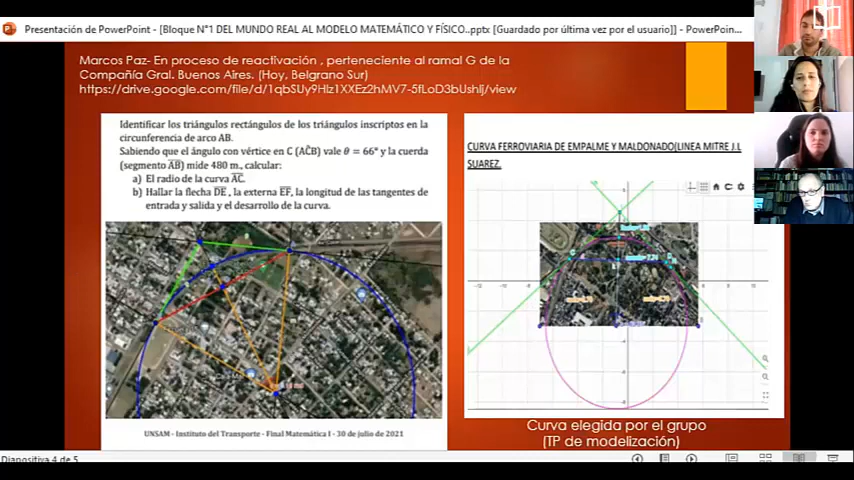 Presentación de PowerPoint - [Bloque N°1 DEL MUNDO REAL AL MODELO MATEMÁTICO Y FÍSICO..pptx [Guardado por última vez por el usuario]] - PowerPoin...
Marcos Paz- En proceso de reactivación , perteneciente al ramal G de la
Compañía Gral. Buenos Aires. (Hoy, Belgrano Sur)
https://drive.google.com/file/d/1qbSUy9Hlz1XXEz2hMV7-5fLoD3bUshlj/view
Identificar los triángulos rectángulos de los triángulos inscriptos en la
circunferencia de arco AB.
Sabiendo que el ángulo con vértice en C (AĈB) vale θ = 66° y la cuerda
(segmento A̅B̅) mide 480 m., calcular:
a) El radio de la curva A̅C̅.
b) Hallar la flecha D̅E̅ , la externa E̅F̅, la longitud de las tangentes de
entrada y salida y el desarrollo de la curva.
UNSAM - Instituto del Transporte - Final Matemática I - 30 de julio de 2021
CURVA FERROVIARIA DE EMPALME Y MALDONADO(LINEA MITRE J.L
SUAREZ.
Curva elegida por el grupo
(TP de modelización)
Diapositiva 4 de 5